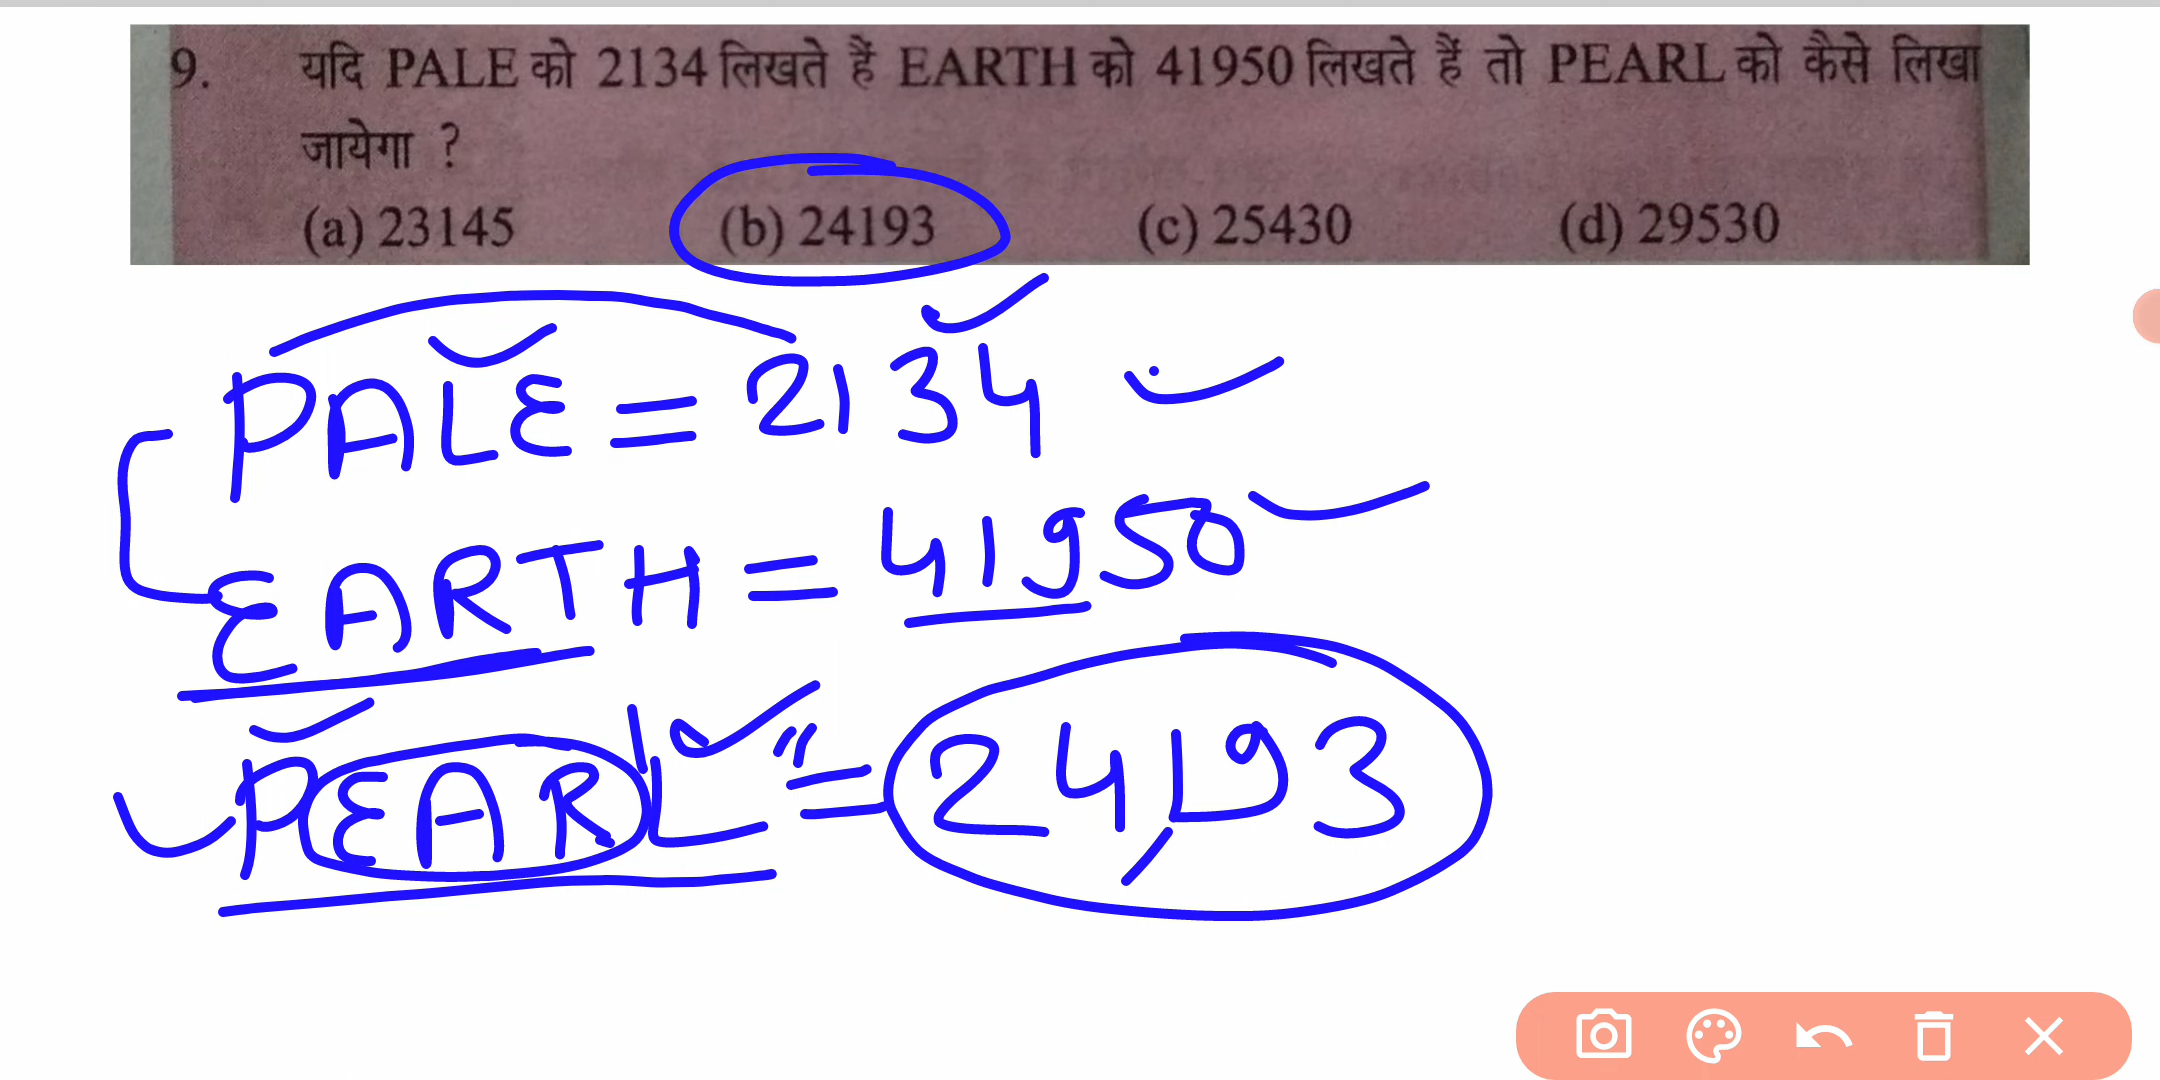 9. यदि PALE को 2134 लिखते हैं EARTH को 41950 लिखते हैं तो PEARL को कैसे लिखा
जायेगा ?
(a) 23145 (b) 24193 (c) 25430 (d) 29530
PALE = 2134
EARTH = 41950
PEARL = 24193